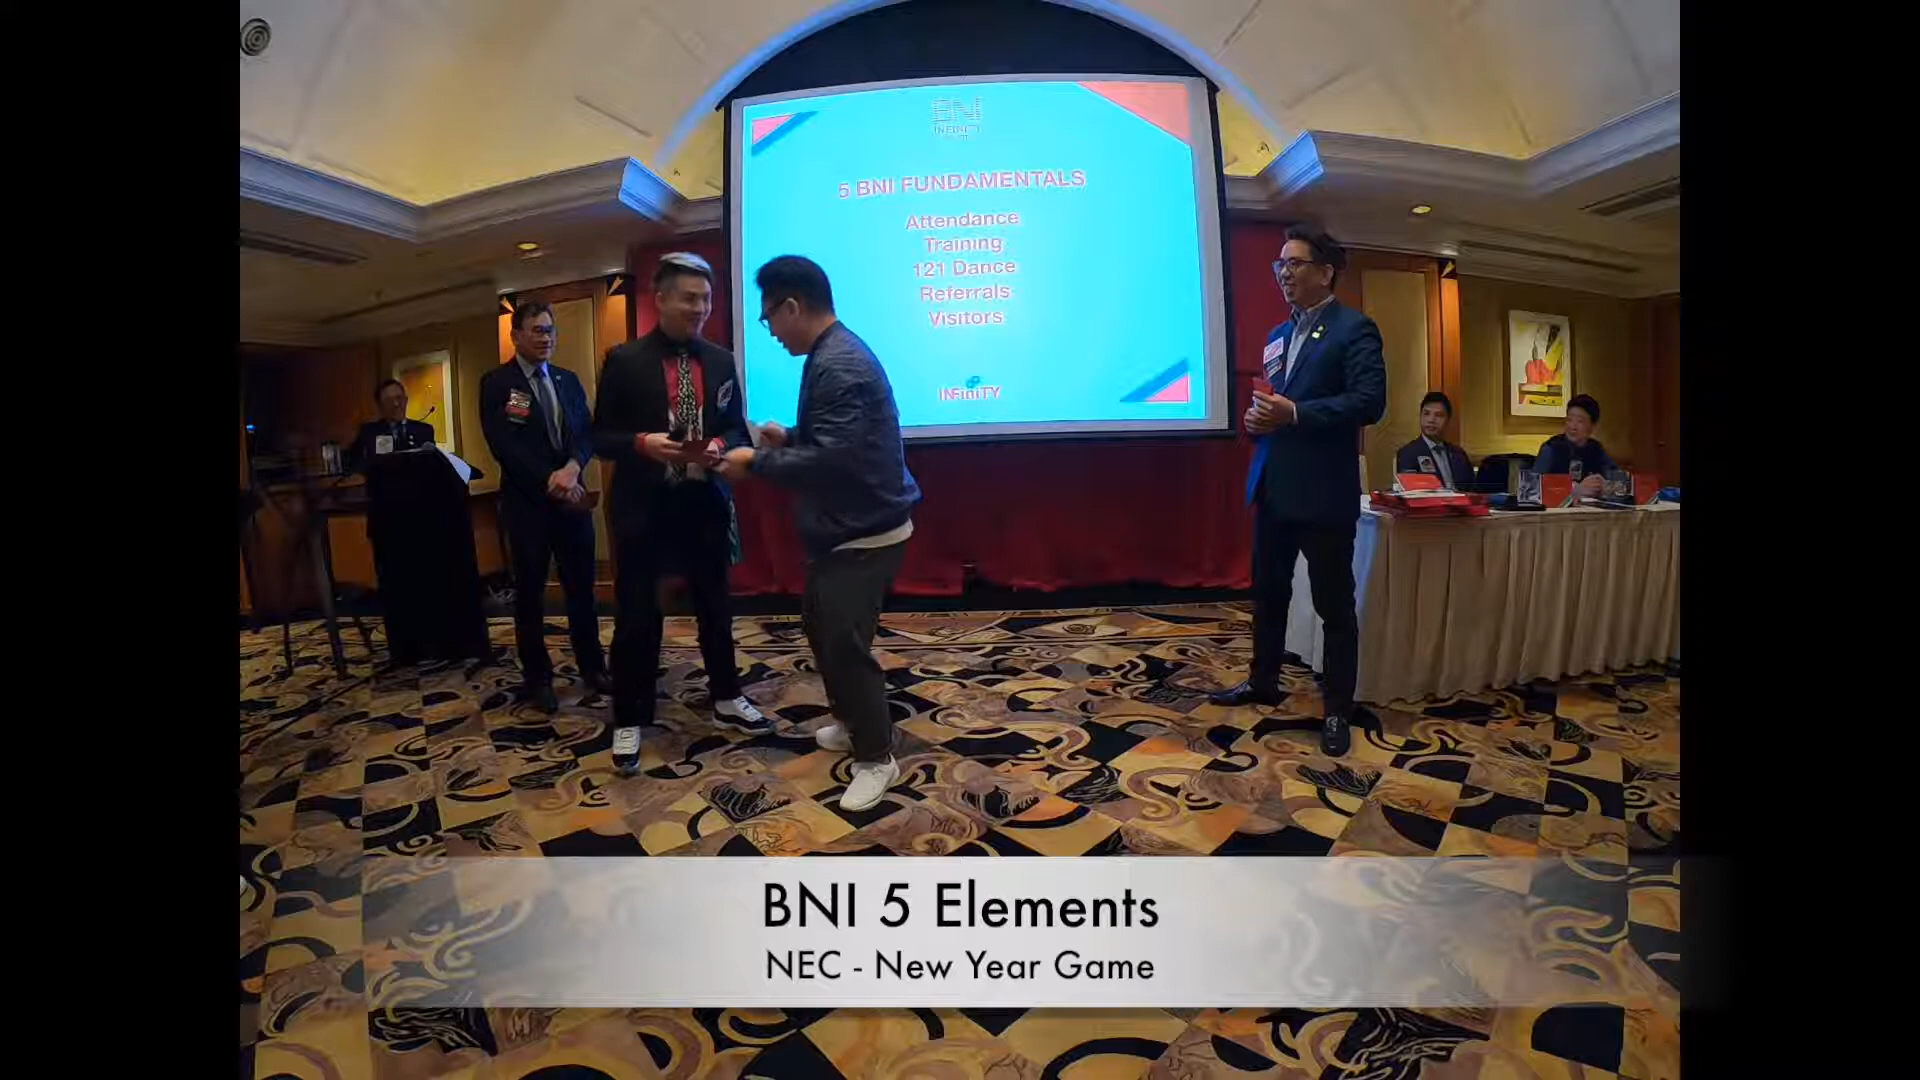 BNI
INFINITY
5 BNI FUNDAMENTALS
Attendance
Training
121 Dance
Referrals
Visitors
INFiniTY
BNI 5 Elements
NEC - New Year Game